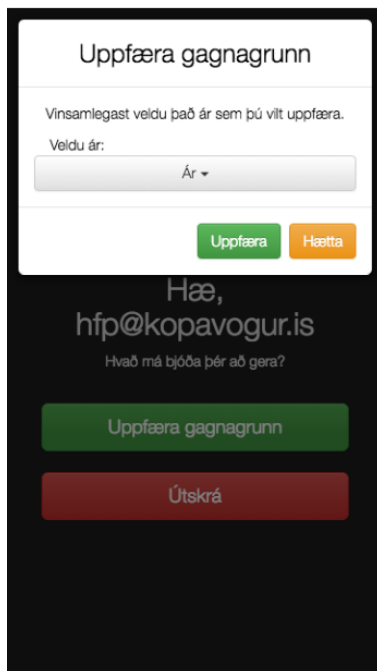 Uppfæra gagnagrunn
Vinsamlegast veldu það ár sem þú vilt uppfæra.
Veldu ár:
Ár
Uppfæra Hætta
Hæ,
hfp@kopavogur.is
Hvað má bjóða þér að gera?
Uppfæra gagnagrunn
Útskrá